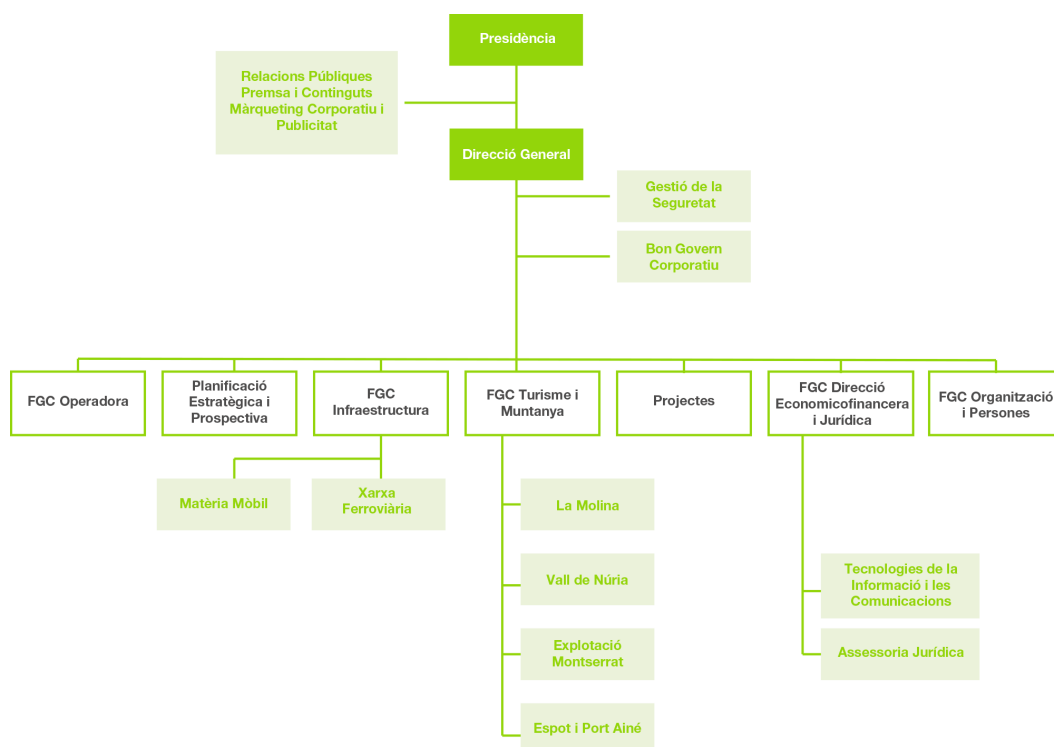 Presidència
Relacions Públiques
Premsa i Continguts
Màrqueting Corporatiu i
Publicitat
Direcció General
Gestió de la
Seguretat
Bon Govern
Corporatiu
FGC Operadora
Planificació
Estratègica i
Prospectiva
FGC
Infraestructura
FGC Turisme i
Muntanya
Projectes
FGC Direcció
Economicofinancera
i Jurídica
FGC Organització
i Persones
Matèria Mòbil
Xarxa
Ferroviària
La Molina
Vall de Núria
Explotació
Montserrat
Espot i Port Ainé
Tecnologies de la
Informació i les
Comunicacions
Assessoria Jurídica